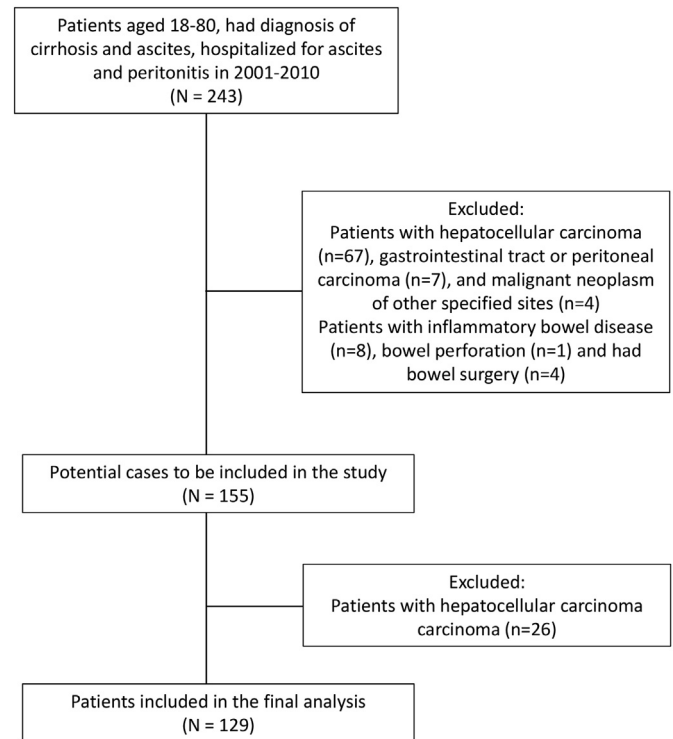 Patients aged 18-80, had diagnosis of
cirrhosis and ascites, hospitalized for ascites
and peritonitis in 2001-2010
(N = 243)
Excluded:
Patients with hepatocellular carcinoma
(n=67), gastrointestinal tract or peritoneal
carcinoma (n=7), and malignant neoplasm
of other specified sites (n=4)
Patients with inflammatory bowel disease
(n=8), bowel perforation (n=1) and had
bowel surgery (n=4)
Potential cases to be included in the study
(N = 155)
Excluded:
Patients with hepatocellular carcinoma
carcinoma (n=26)
Patients included in the final analysis
(N = 129)